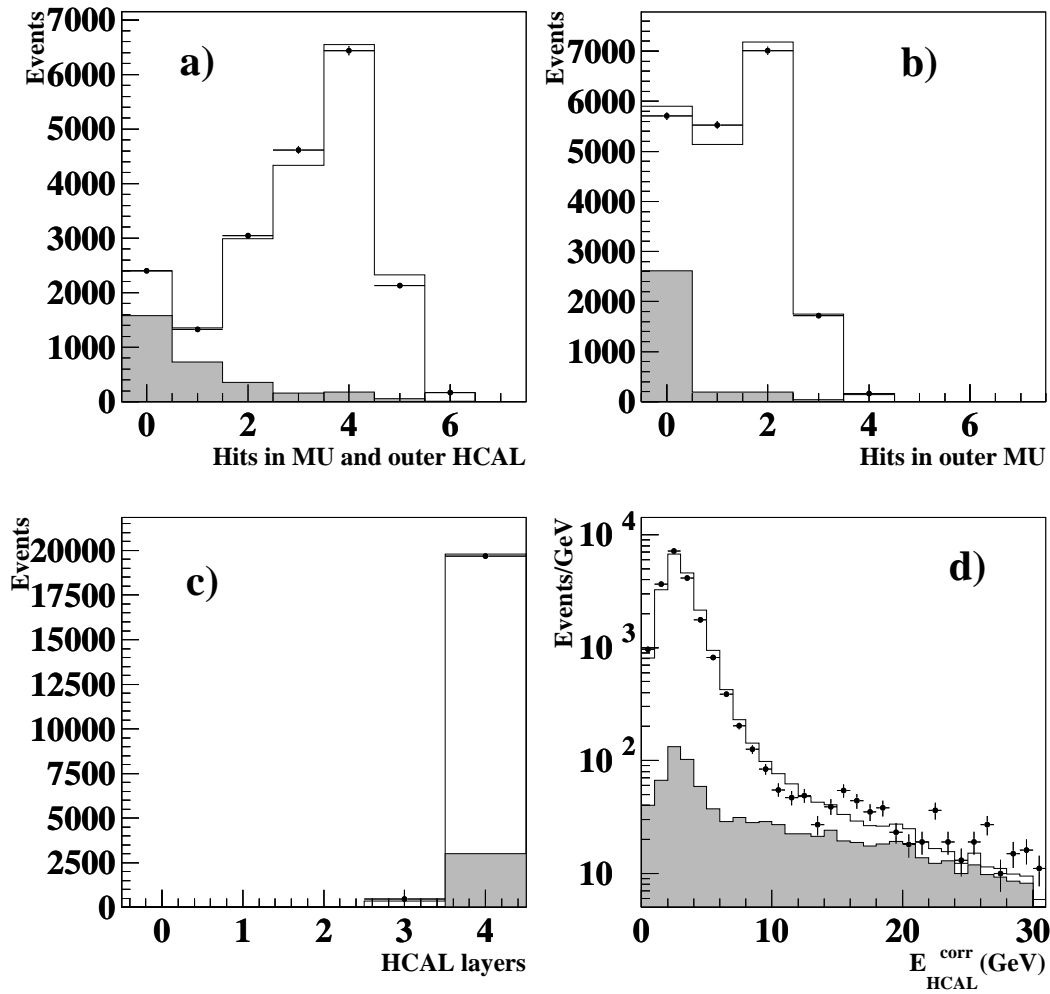 Events
a)
7000
6000
5000
4000
3000
2000
1000
0
0 2 4 6
Hits in MU and outer HCAL
Events
b)
7000
6000
5000
4000
3000
2000
1000
0
0 2 4 6
Hits in outer MU
Events
c)
20000
17500
15000
12500
10000
7500
5000
2500
0
0 1 2 3 4
HCAL layers
Events/GeV
d)
10 4
10 3
10 2
10
0 10 20 30
E HCAL corr (GeV)